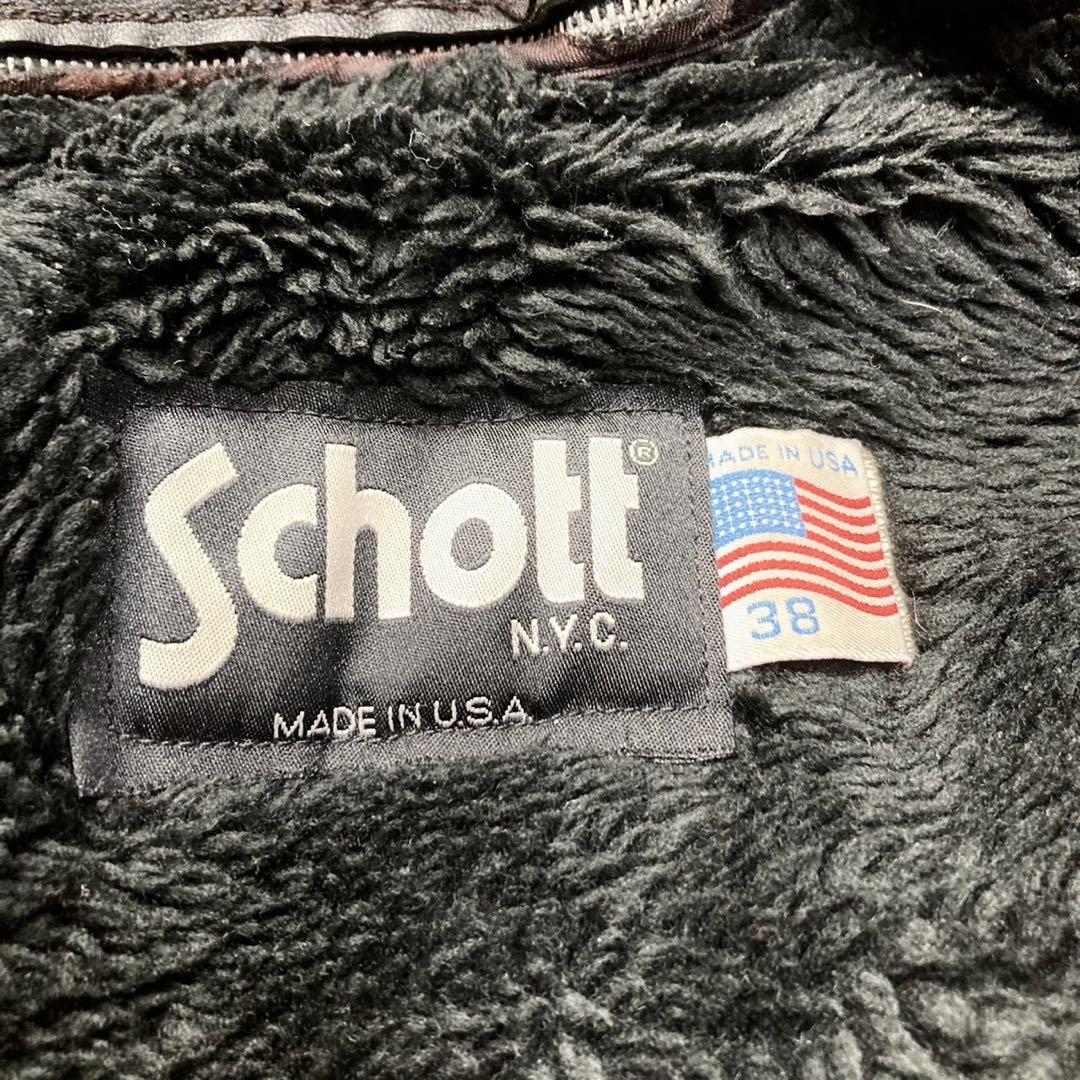 Schott®
N.Y.C.
MADE IN U.S.A.
MADE IN USA
38